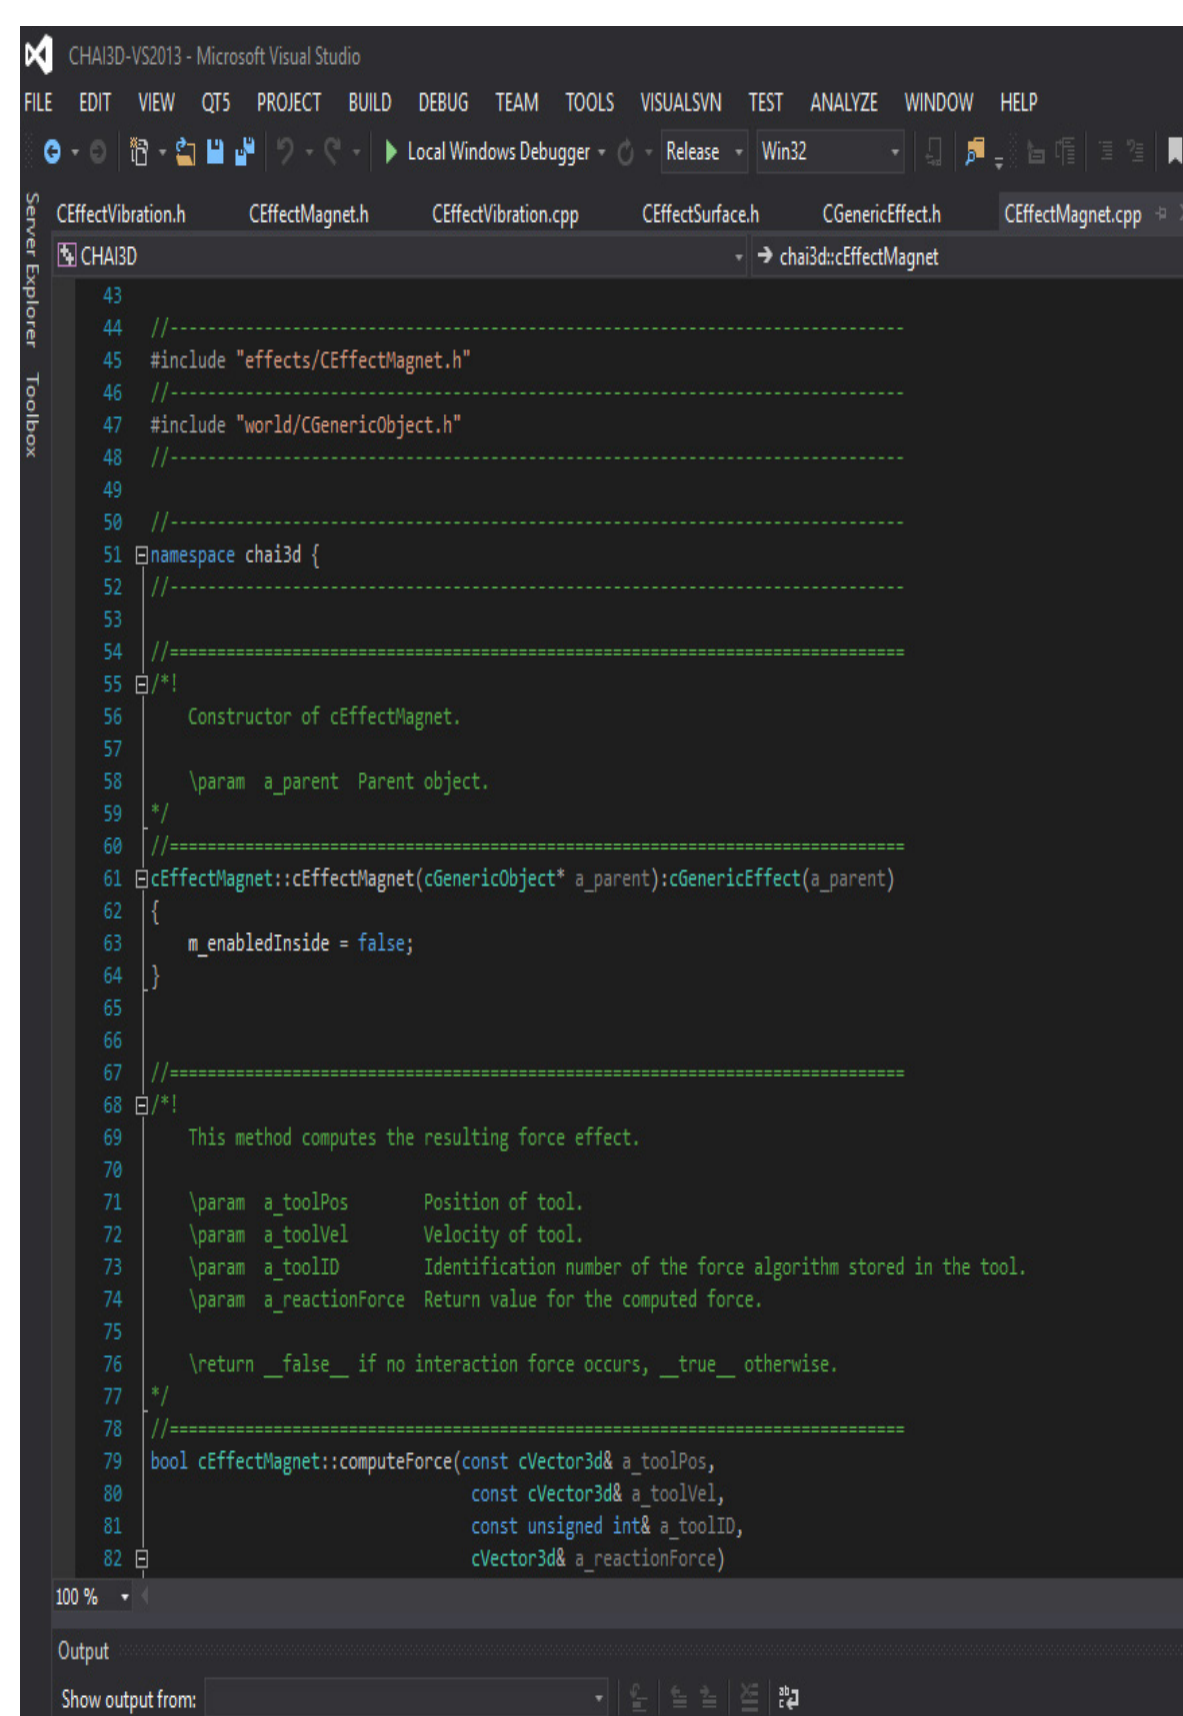 CHAI3D-VS2013 - Microsoft Visual Studio
FILE EDIT VIEW QT5 PROJECT BUILD DEBUG TEAM TOOLS VISUALSVN TEST ANALYZE WINDOW HELP
Local Windows Debugger Release Win32
Server Explorer
Toolbox
CEffectVibration.h CEffectMagnet.h CEffectVibration.cpp CEffectSurface.h CGenericEffect.h CEffectMagnet.cpp
CHAI3D chai3d::cEffectMagnet
43
44 //------------------------------------------------------------------------------
45 #include "effects/CEffectMagnet.h"
46 //------------------------------------------------------------------------------
47 #include "world/CGenericObject.h"
48 //------------------------------------------------------------------------------
49
50 //------------------------------------------------------------------------------
51 namespace chai3d {
52 //------------------------------------------------------------------------------
53
54 //==============================================================================
55 /*!
56     Constructor of cEffectMagnet.
57
58     \param  a_parent  Parent object.
59 */
60 //==============================================================================
61 cEffectMagnet::cEffectMagnet(cGenericObject* a_parent):cGenericEffect(a_parent)
62 {
63     m_enabledInside = false;
64 }
65
66
67 //==============================================================================
68 /*!
69     This method computes the resulting force effect.
70
71     \param  a_toolPos        Position of tool.
72     \param  a_toolVel        Velocity of tool.
73     \param  a_toolID         Identification number of the force algorithm stored in the tool.
74     \param  a_reactionForce  Return value for the computed force.
75
76     \return __false__ if no interaction force occurs, __true__ otherwise.
77 */
78 //==============================================================================
79 bool cEffectMagnet::computeForce(const cVector3d& a_toolPos,
80                                   const cVector3d& a_toolVel,
81                                   const unsigned int& a_toolID,
82                                   cVector3d& a_reactionForce)
100 %
Output
Show output from: